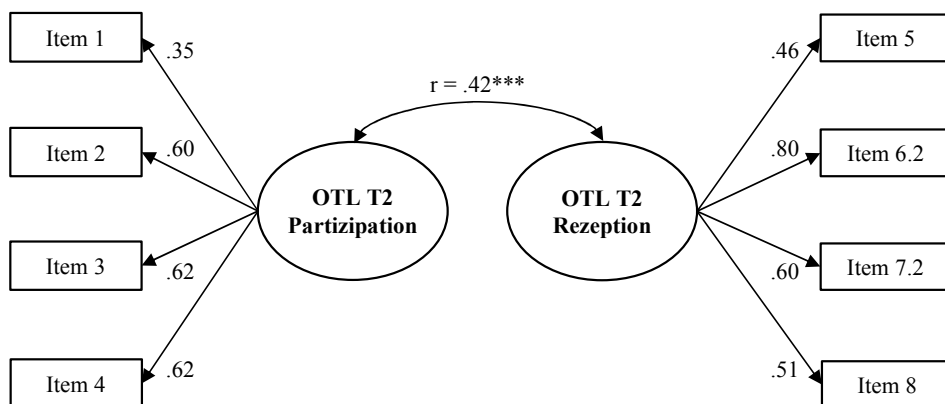 Item 1
.35
Item 2
.60
Item 3
.62
Item 4
.62
r = .42***
OTL T2
Partizipation
OTL T2
Rezeption
Item 5
.46
Item 6.2
.80
Item 7.2
.60
Item 8
.51